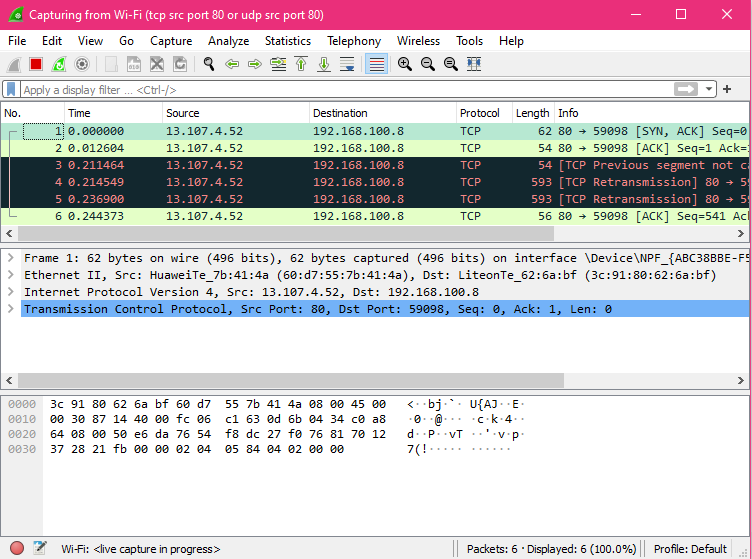 Capturing from Wi-Fi (tcp src port 80 or udp src port 80)
File Edit View Go Capture Analyze Statistics Telephony Wireless Tools Help
Apply a display filter ... <Ctrl-/>
No. Time Source Destination Protocol Length Info
1 0.000000 13.107.4.52 192.168.100.8 TCP 62 80 → 59098 [SYN, ACK] Seq=0
2 0.012604 13.107.4.52 192.168.100.8 TCP 54 80 → 59098 [ACK] Seq=1 Ack=
3 0.211464 13.107.4.52 192.168.100.8 TCP 54 [TCP Previous segment not ca
4 0.214549 13.107.4.52 192.168.100.8 TCP 593 [TCP Retransmission] 80 → 59
5 0.236900 13.107.4.52 192.168.100.8 TCP 593 [TCP Retransmission] 80 → 59
6 0.244373 13.107.4.52 192.168.100.8 TCP 56 80 → 59098 [ACK] Seq=541 Ack
Frame 1: 62 bytes on wire (496 bits), 62 bytes captured (496 bits) on interface \Device\NPF_{ABC38BBE-F5
Ethernet II, Src: HuaweiTe_7b:41:4a (60:d7:55:7b:41:4a), Dst: LiteonTe_62:6a:bf (3c:91:80:62:6a:bf)
Internet Protocol Version 4, Src: 13.107.4.52, Dst: 192.168.100.8
Transmission Control Protocol, Src Port: 80, Dst Port: 59098, Seq: 0, Ack: 1, Len: 0
0000 3c 91 80 62 6a bf 60 d7 55 7b 41 4a 08 00 45 00 <··bj·`· U{AJ··E·
0010 00 30 87 14 40 00 fc 06 c1 63 0d 6b 04 34 c0 a8 ·0··@··· ·c·k·4··
0020 64 08 00 50 e6 da 76 54 f8 dc 27 f0 76 81 70 12 d··P··vT ··'·v·p·
0030 37 28 21 fb 00 00 02 04 05 84 04 02 00 00 7(!····· ······
Wi-Fi: <live capture in progress> Packets: 6 · Displayed: 6 (100.0%) Profile: Default